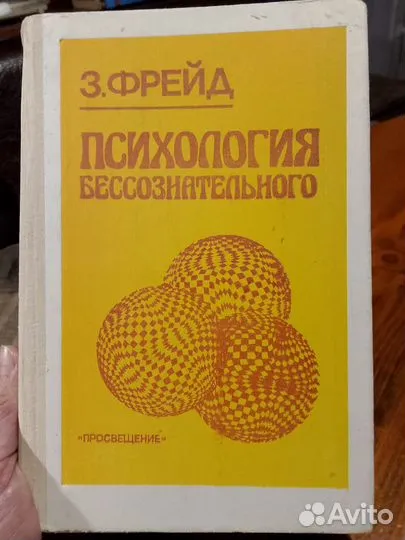 З. ФРЕЙД
ПСИХОЛОГИЯ
БЕССОЗНАТЕЛЬНОГО
«ПРОСВЕЩЕНИЕ»
Avito